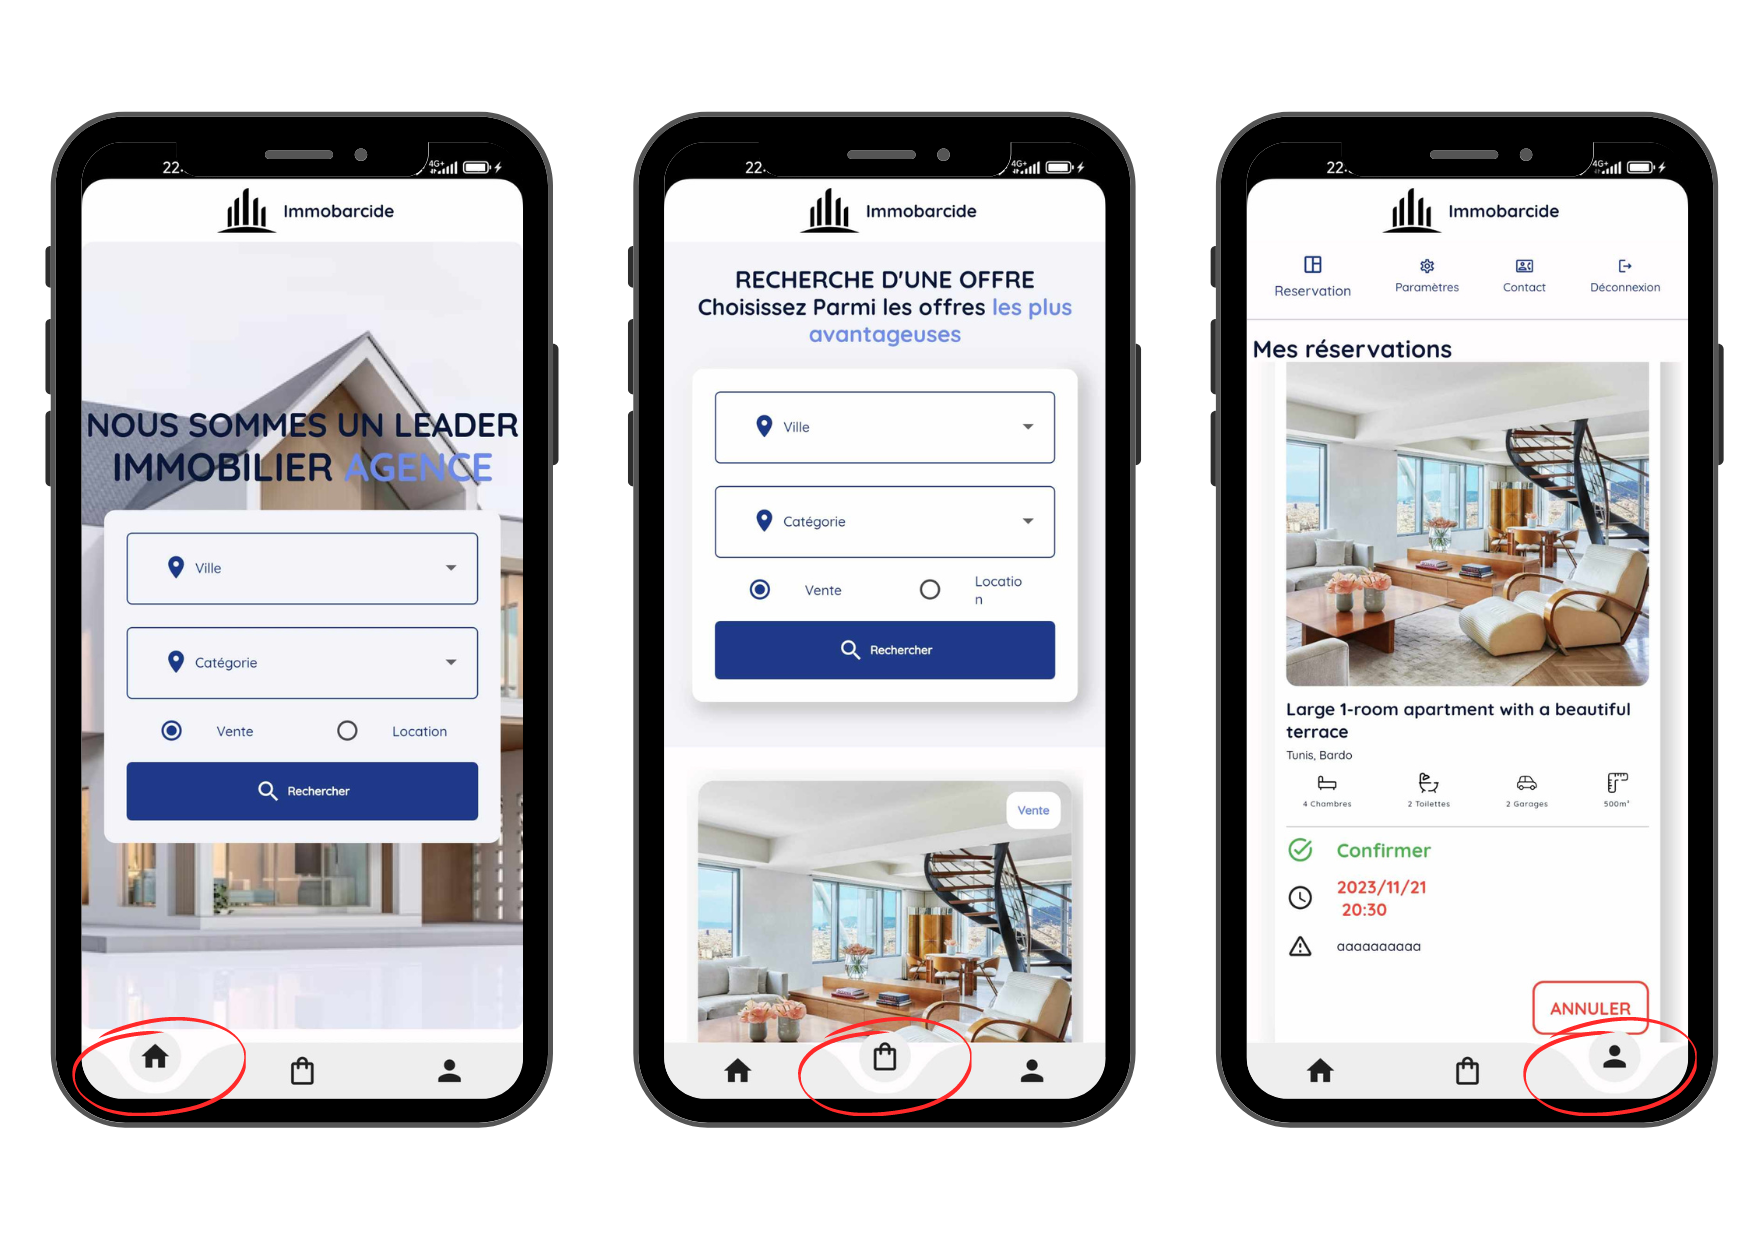 22
4G+
Immobarcide
NOUS SOMMES UN LEADER
IMMOBILIER AGENCE
Ville
Catégorie
Vente
Location
Rechercher
22
4G+
Immobarcide
RECHERCHE D'UNE OFFRE
Choisissez Parmi les offres les plus
avantageuses
Ville
Catégorie
Vente
Locatio
n
Rechercher
Vente
22
4G+
Immobarcide
Reservation
Paramètres
Contact
Déconnexion
Mes réservations
Large 1-room apartment with a beautiful
terrace
Tunis, Bardo
4 Chambres
2 Toilettes
2 Garages
500m²
Confirmer
2023/11/21
20:30
aaaaaaaaaa
ANNULER